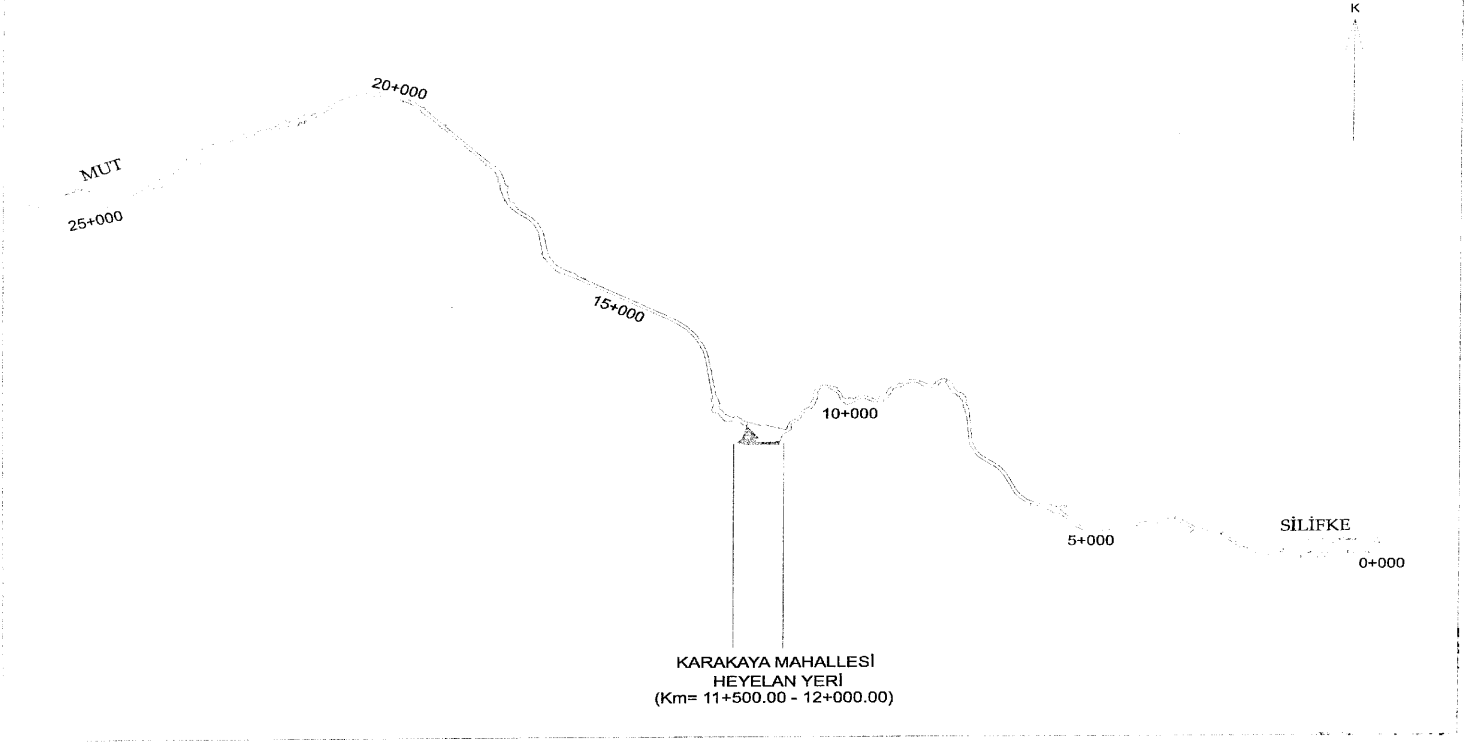 K
20+000
MUT
25+000
15+000
10+000
5+000
SİLİFKE
0+000
KARAKAYA MAHALLESİ
HEYELAN YERİ
(Km= 11+500.00 - 12+000.00)